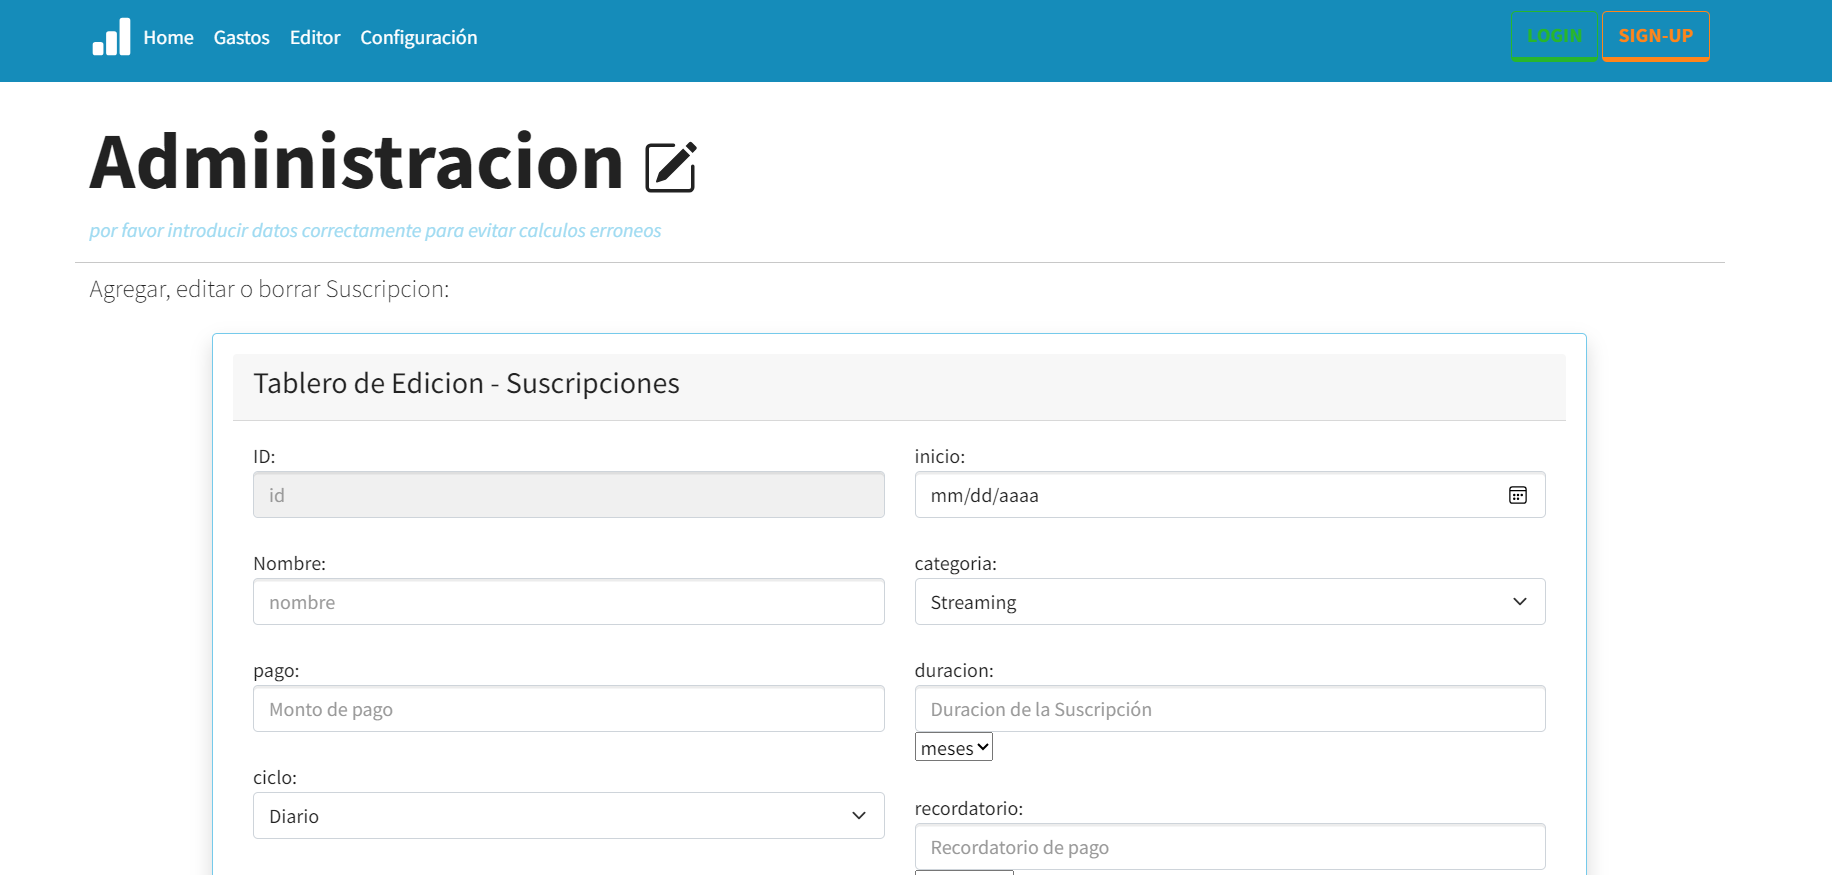 Home Gastos Editor Configuración LOGIN SIGN-UP
Administracion
por favor introducir datos correctamente para evitar calculos erroneos
Agregar, editar o borrar Suscripcion:
Tablero de Edicion - Suscripciones
ID:
id
Nombre:
nombre
pago:
Monto de pago
ciclo:
Diario
inicio:
mm/dd/aaaa
categoria:
Streaming
duracion:
Duracion de la Suscripción
meses
recordatorio:
Recordatorio de pago